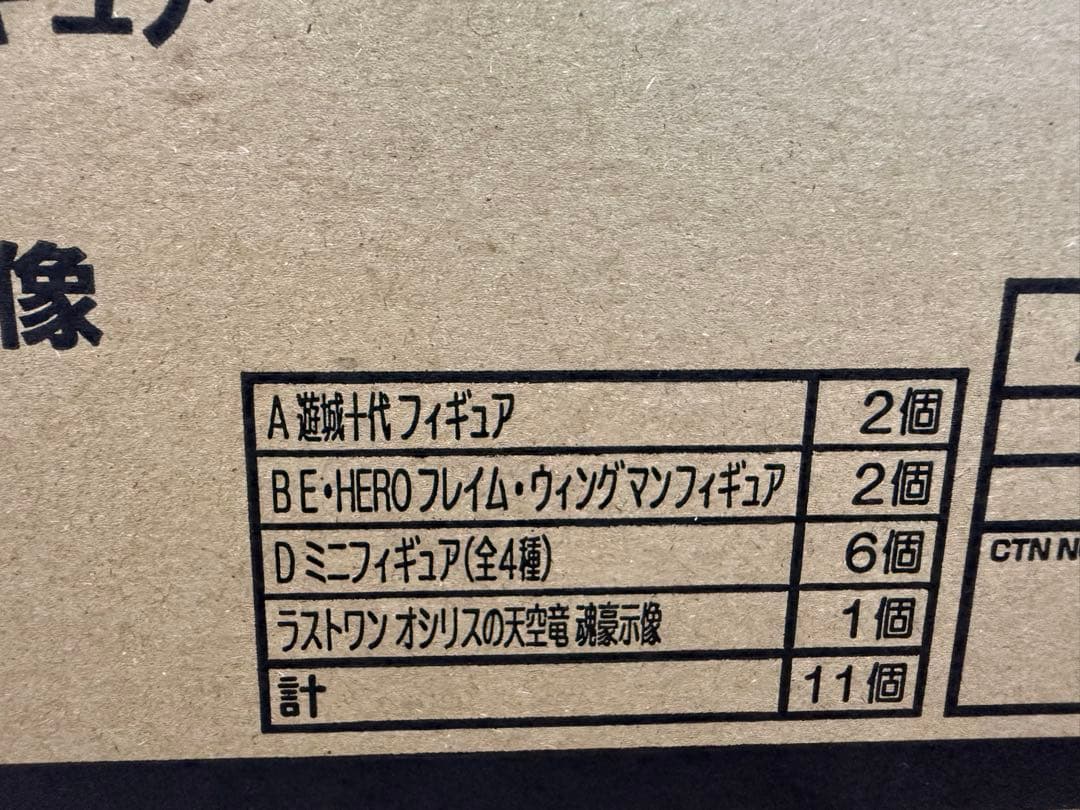 ギュア
像
A 遊城十代 フィギュア 2個
B E・HERO フレイム・ウィングマンフィギュア 2個
D ミニフィギュア(全4種) 6個
ラストワン オシリスの天空竜 魂豪示像 1個
計 11個
CTN